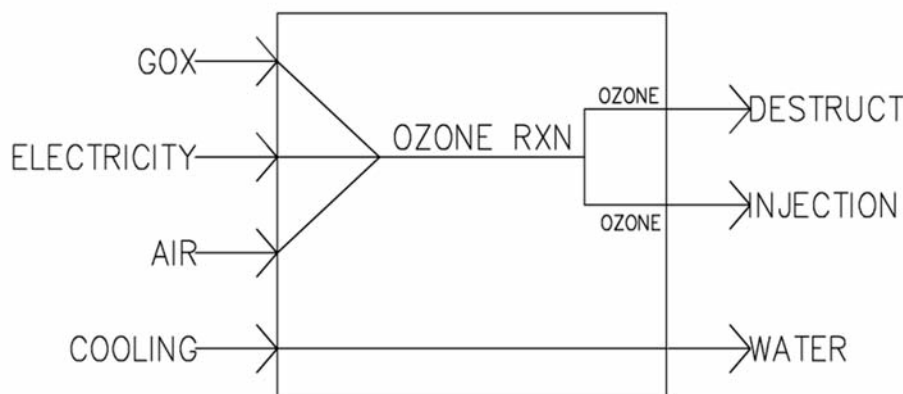 GOX
OZONE
DESTRUCT
ELECTRICITY
OZONE RXN
INJECTION
OZONE
AIR
COOLING
WATER